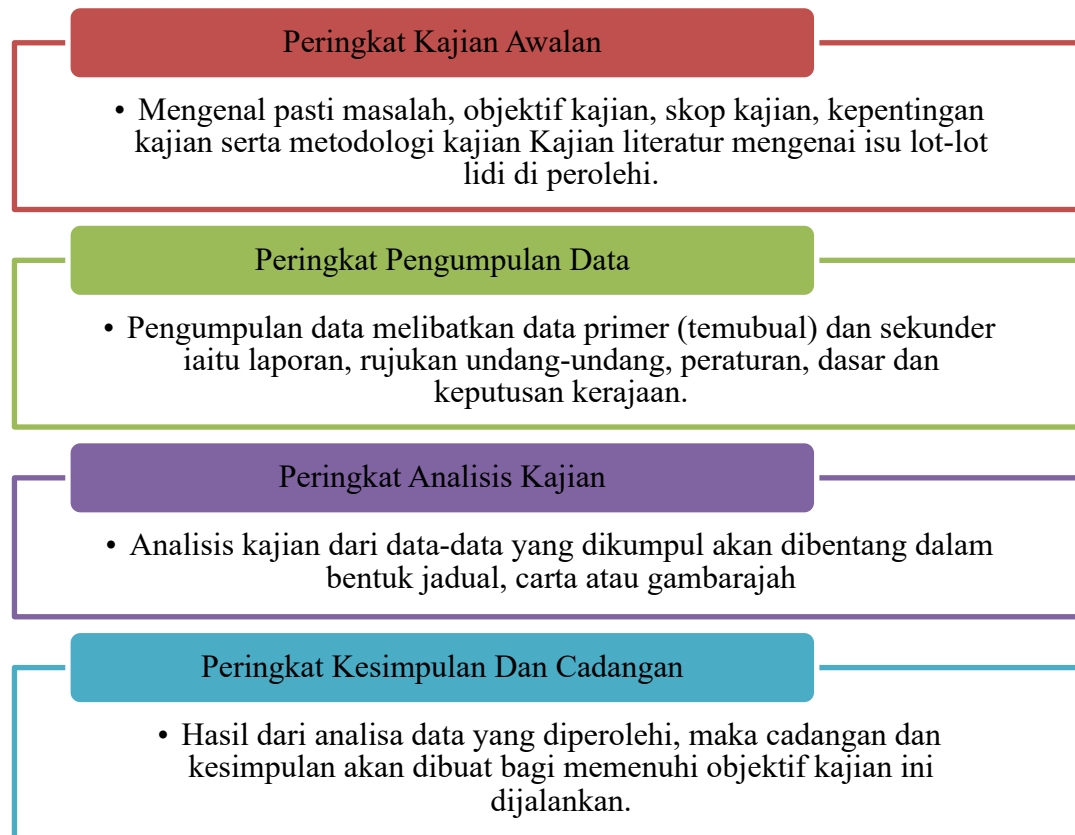 Peringkat Kajian Awalan
• Mengenal pasti masalah, objektif kajian, skop kajian, kepentingan
kajian serta metodologi kajian Kajian literatur mengenai isu lot-lot
lidi di perolehi.
Peringkat Pengumpulan Data
• Pengumpulan data melibatkan data primer (temubual) dan sekunder
iaitu laporan, rujukan undang-undang, peraturan, dasar dan
keputusan kerajaan.
Peringkat Analisis Kajian
• Analisis kajian dari data-data yang dikumpul akan dibentang dalam
bentuk jadual, carta atau gambarajah
Peringkat Kesimpulan Dan Cadangan
• Hasil dari analisa data yang diperolehi, maka cadangan dan
kesimpulan akan dibuat bagi memenuhi objektif kajian ini
dijalankan.